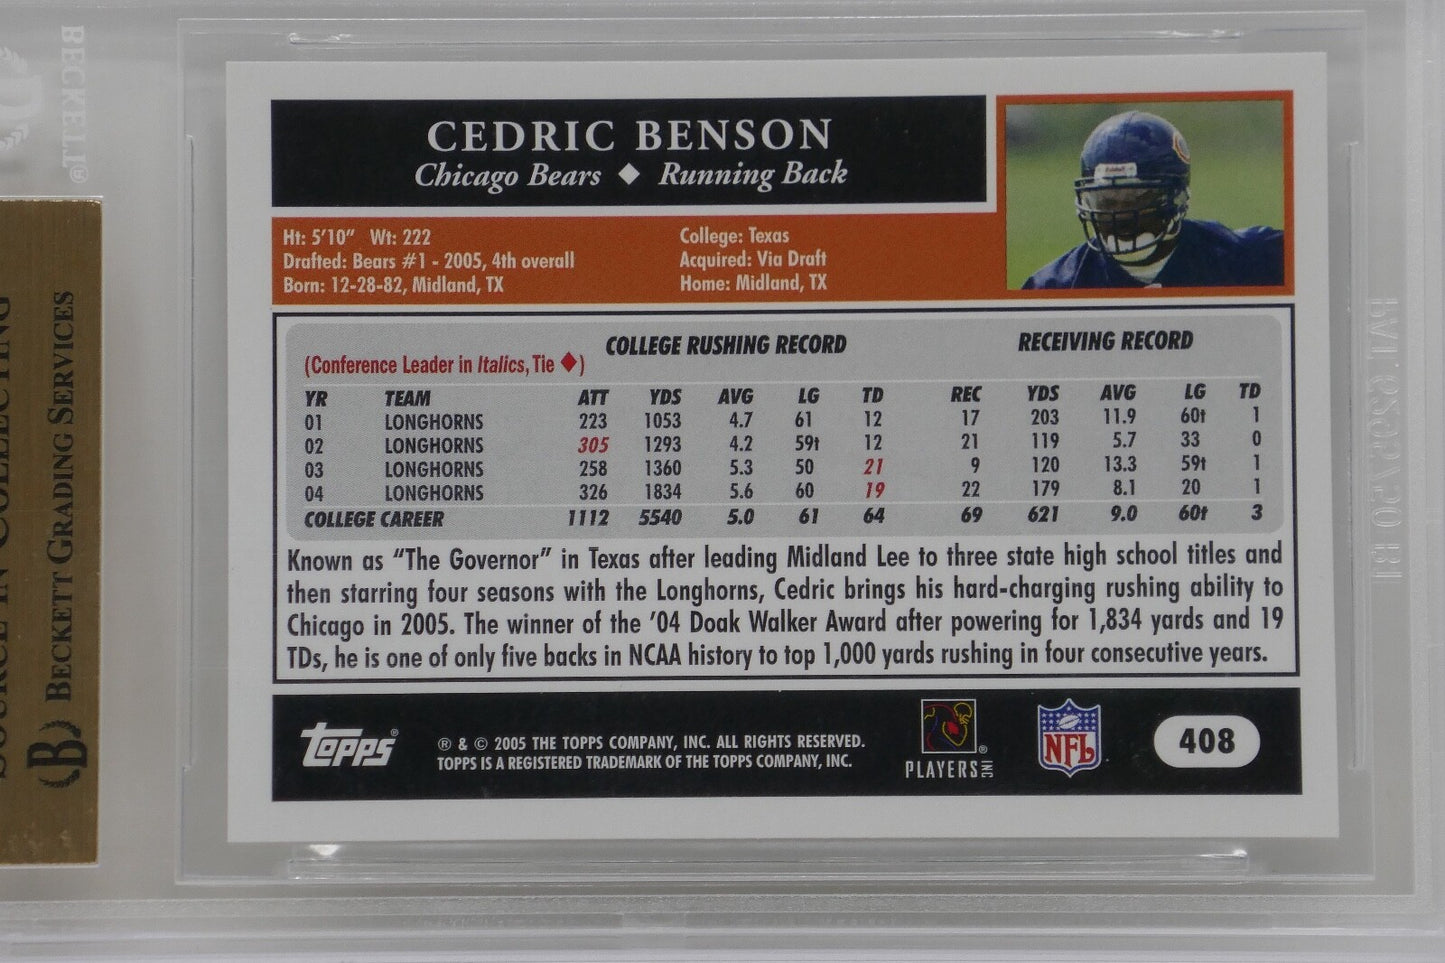 CEDRIC BENSON
Chicago Bears ◆ Running Back
Ht: 5'10" Wt: 222
Drafted: Bears #1 - 2005, 4th overall
Born: 12-28-82, Midland, TX
College: Texas
Acquired: Via Draft
Home: Midland, TX
Riddell
COLLEGE RUSHING RECORD RECEIVING RECORD
(Conference Leader in Italics, Tie ♦)
YR TEAM ATT YDS AVG LG TD REC YDS AVG LG TD
01 LONGHORNS 223 1053 4.7 61 12 17 203 11.9 60t 1
02 LONGHORNS 305 1293 4.2 59t 12 21 119 5.7 33 0
03 LONGHORNS 258 1360 5.3 50 21 9 120 13.3 59t 1
04 LONGHORNS 326 1834 5.6 60 19 22 179 8.1 20 1
COLLEGE CAREER 1112 5540 5.0 61 64 69 621 9.0 60t 3
Known as "The Governor" in Texas after leading Midland Lee to three state high school titles and
then starring four seasons with the Longhorns, Cedric brings his hard-charging rushing ability to
Chicago in 2005. The winner of the '04 Doak Walker Award after powering for 1,834 yards and 19
TDs, he is one of only five backs in NCAA history to top 1,000 yards rushing in four consecutive years.
Topps®
® & © 2005 THE TOPPS COMPANY, INC. ALL RIGHTS RESERVED.
TOPPS IS A REGISTERED TRADEMARK OF THE TOPPS COMPANY, INC.
PLAYERS INC ®
NFL
408
BECKETT®
SOURCE IN COLLECTING
B BECKETT GRADING SERVICES